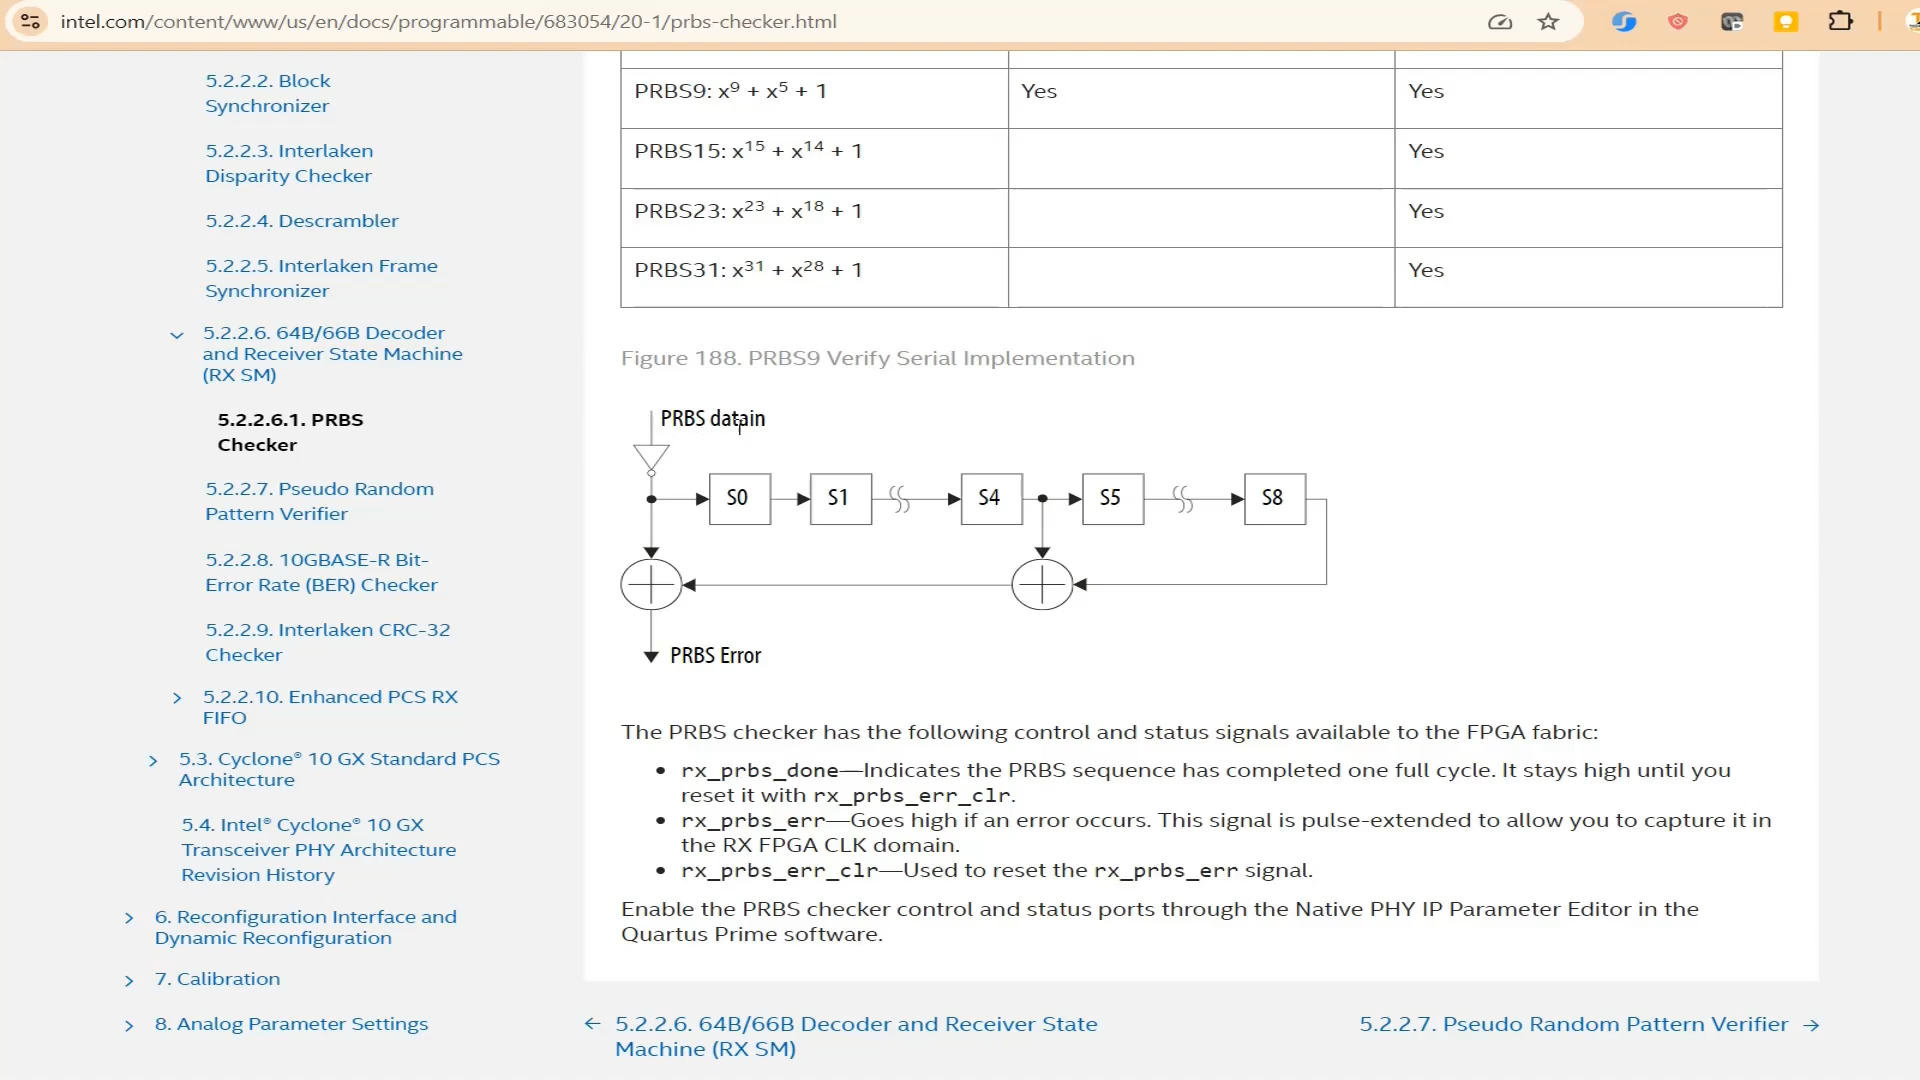 intel.com/content/www/us/en/docs/programmable/683054/20-1/prbs-checker.html
5.2.2.2. Block
Synchronizer
5.2.2.3. Interlaken
Disparity Checker
5.2.2.4. Descrambler
5.2.2.5. Interlaken Frame
Synchronizer
5.2.2.6. 64B/66B Decoder
and Receiver State Machine
(RX SM)
5.2.2.6.1. PRBS
Checker
5.2.2.7. Pseudo Random
Pattern Verifier
5.2.2.8. 10GBASE-R Bit-
Error Rate (BER) Checker
5.2.2.9. Interlaken CRC-32
Checker
5.2.2.10. Enhanced PCS RX
FIFO
5.3. Cyclone® 10 GX Standard PCS
Architecture
5.4. Intel® Cyclone® 10 GX
Transceiver PHY Architecture
Revision History
6. Reconfiguration Interface and
Dynamic Reconfiguration
7. Calibration
8. Analog Parameter Settings
PRBS9: x⁹ + x⁵ + 1 Yes Yes
PRBS15: x¹⁵ + x¹⁴ + 1 Yes
PRBS23: x²³ + x¹⁸ + 1 Yes
PRBS31: x³¹ + x²⁸ + 1 Yes
Figure 188. PRBS9 Verify Serial Implementation
PRBS datain
S0 S1 S4 S5 S8
PRBS Error
The PRBS checker has the following control and status signals available to the FPGA fabric:
• rx_prbs_done—Indicates the PRBS sequence has completed one full cycle. It stays high until you
reset it with rx_prbs_err_clr.
• rx_prbs_err—Goes high if an error occurs. This signal is pulse-extended to allow you to capture it in
the RX FPGA CLK domain.
• rx_prbs_err_clr—Used to reset the rx_prbs_err signal.
Enable the PRBS checker control and status ports through the Native PHY IP Parameter Editor in the
Quartus Prime software.
← 5.2.2.6. 64B/66B Decoder and Receiver State
Machine (RX SM)
5.2.2.7. Pseudo Random Pattern Verifier →